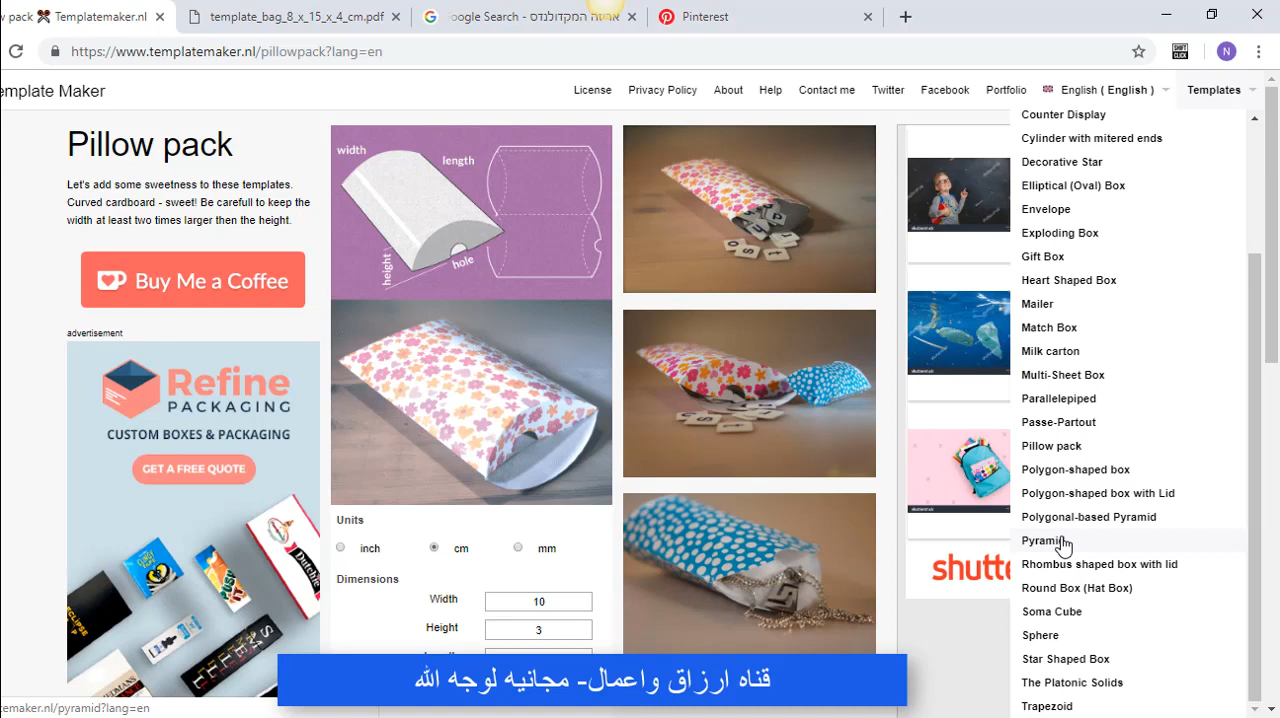 pack
Templatemaker.nl
template_bag_8_x_15_x_4_cm.pdf
אמנות המקדולנדס - Google Search
Pinterest
https://www.templatemaker.nl/pillowpack?lang=en
SHIFT CLICK
N
emplate Maker
License
Privacy Policy
About
Help
Contact me
Twitter
Facebook
Portfolio
English ( English )
Templates
Pillow pack
Let's add some sweetness to these templates.
Curved cardboard - sweet! Be carefull to keep the
width at least two times larger then the height.
Buy Me a Coffee
advertisement
Refine
PACKAGING
CUSTOM BOXES & PACKAGING
GET A FREE QUOTE
width
length
height
hole
Units
inch
cm
mm
Dimensions
Width
10
Height
3
shutte
Counter Display
Cylinder with mitered ends
Decorative Star
Elliptical (Oval) Box
Envelope
Exploding Box
Gift Box
Heart Shaped Box
Mailer
Match Box
Milk carton
Multi-Sheet Box
Parallelepiped
Passe-Partout
Pillow pack
Polygon-shaped box
Polygon-shaped box with Lid
Polygonal-based Pyramid
Pyramid
Rhombus shaped box with lid
Round Box (Hat Box)
Soma Cube
Sphere
Star Shaped Box
The Platonic Solids
Trapezoid
قناه ارزاق واعمال- مجانيه لوجه الله
templatemaker.nl/pyramid?lang=en